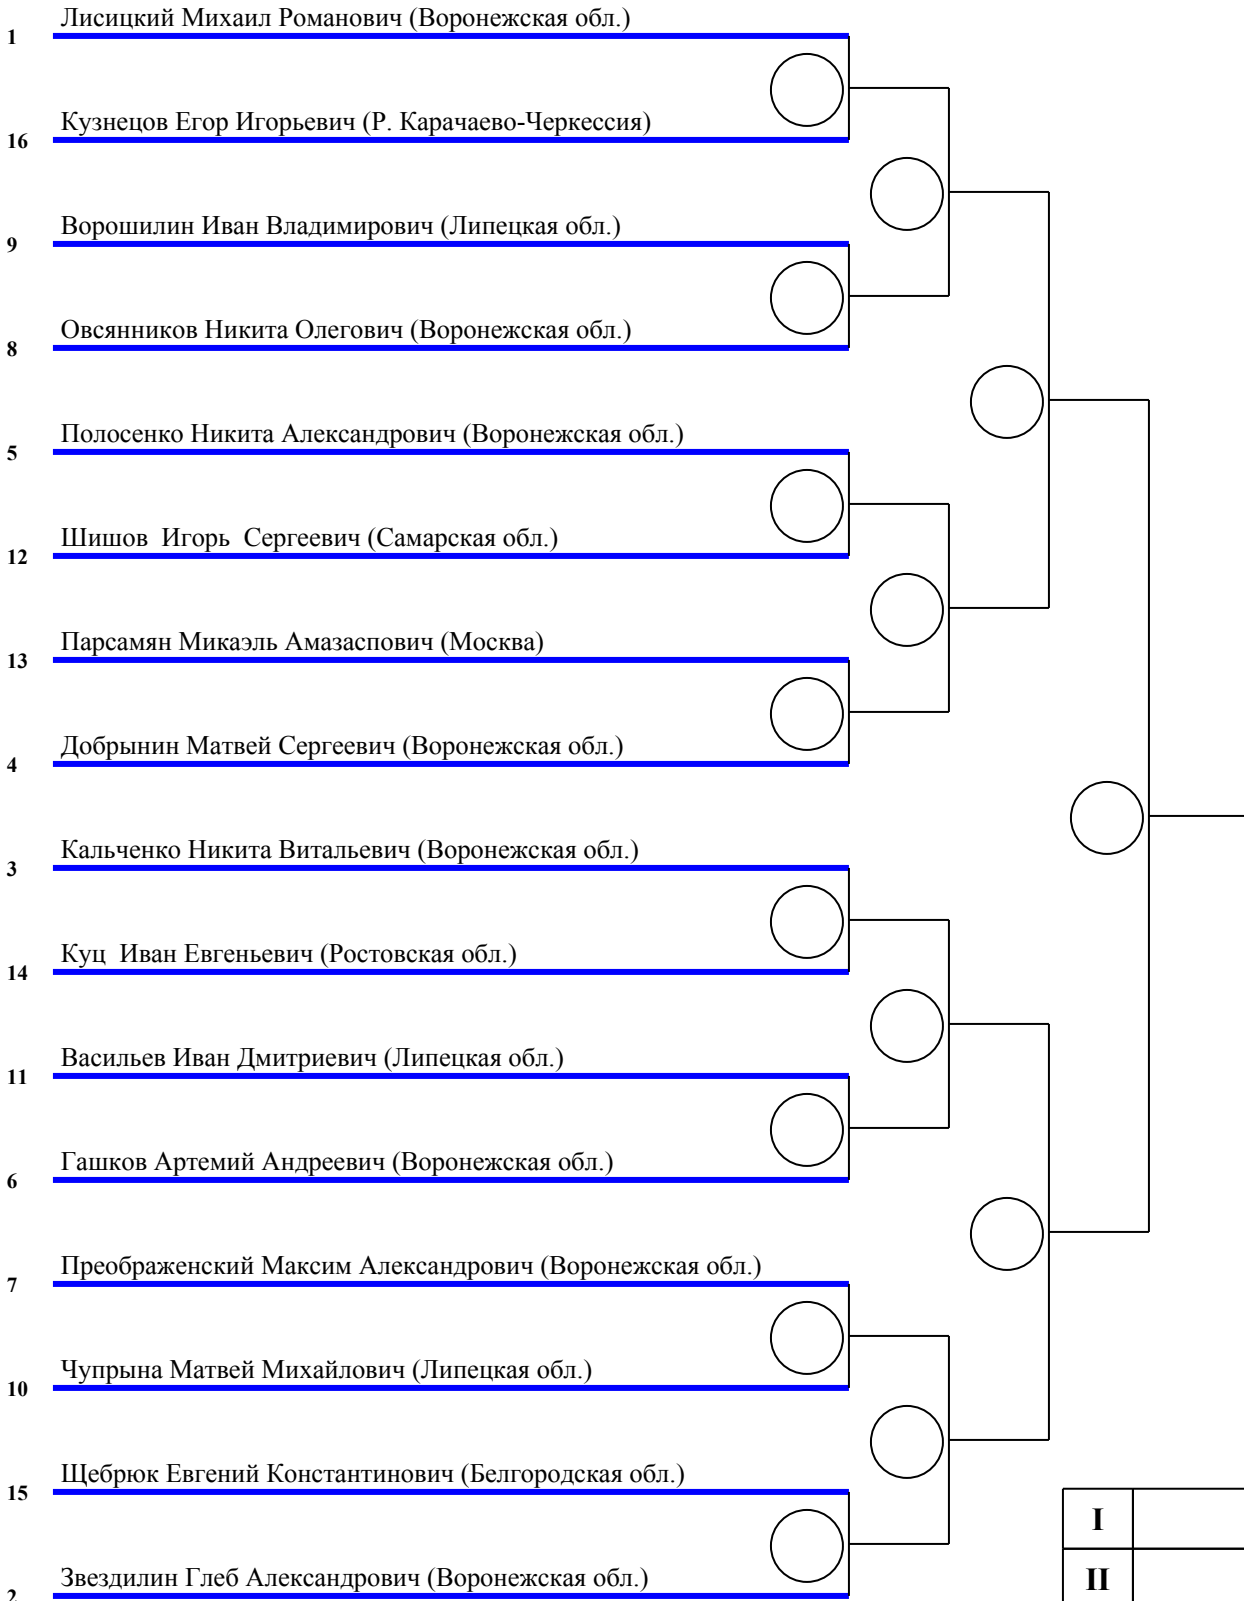 Лисицкий Михаил Романович (Воронежская обл.)
1
Кузнецов Егор Игорьевич (Р. Карачаево-Черкессия)
16
Ворошилин Иван Владимирович (Липецкая обл.)
9
Овсянников Никита Олегович (Воронежская обл.)
8
Полосенко Никита Александрович (Воронежская обл.)
5
Шишов  Игорь  Сергеевич (Самарская обл.)
12
Парсамян Микаэль Амазаспович (Москва)
13
Добрынин Матвей Сергеевич (Воронежская обл.)
4
Кальченко Никита Витальевич (Воронежская обл.)
3
Куц  Иван Евгеньевич (Ростовская обл.)
14
Васильев Иван Дмитриевич (Липецкая обл.)
11
Гашков Артемий Андреевич (Воронежская обл.)
6
Преображенский Максим Александрович (Воронежская обл.)
7
Чупрына Матвей Михайлович (Липецкая обл.)
10
Щебрюк Евгений Константинович (Белгородская обл.)
15
I
Звездилин Глеб Александрович (Воронежская обл.)
2
II